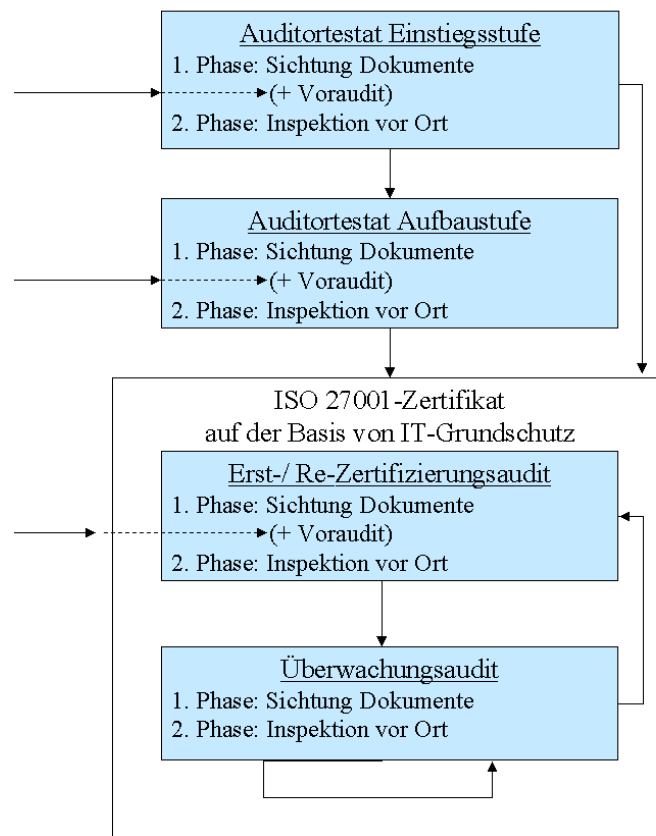 Auditortestat Einstiegsstufe
1. Phase: Sichtung Dokumente
(+ Voraudit)
2. Phase: Inspektion vor Ort
Auditortestat Aufbaustufe
1. Phase: Sichtung Dokumente
(+ Voraudit)
2. Phase: Inspektion vor Ort
ISO 27001-Zertifikat
auf der Basis von IT-Grundschutz
Erst-/ Re-Zertifizierungsaudit
1. Phase: Sichtung Dokumente
(+ Voraudit)
2. Phase: Inspektion vor Ort
Überwachungsaudit
1. Phase: Sichtung Dokumente
2. Phase: Inspektion vor Ort